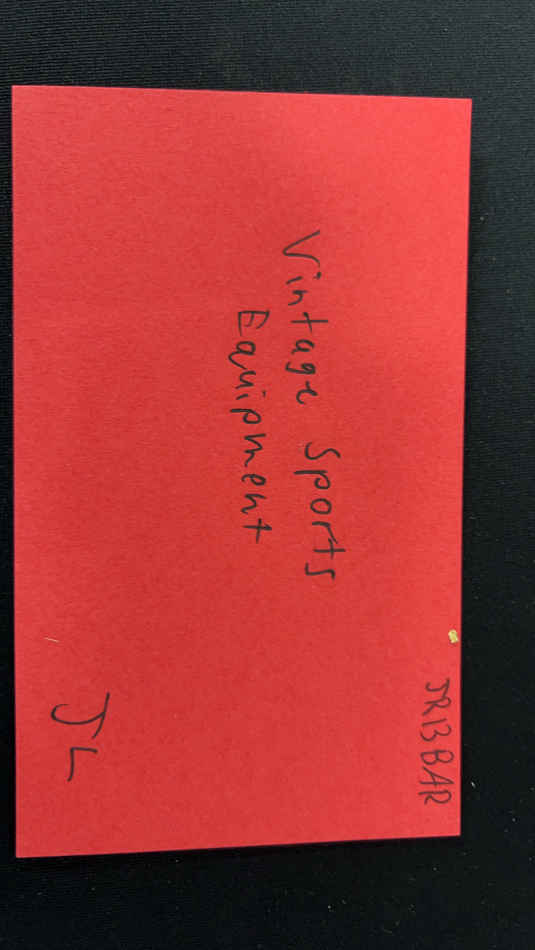 JR13BAR
Vintage Sports
Equipment
JL